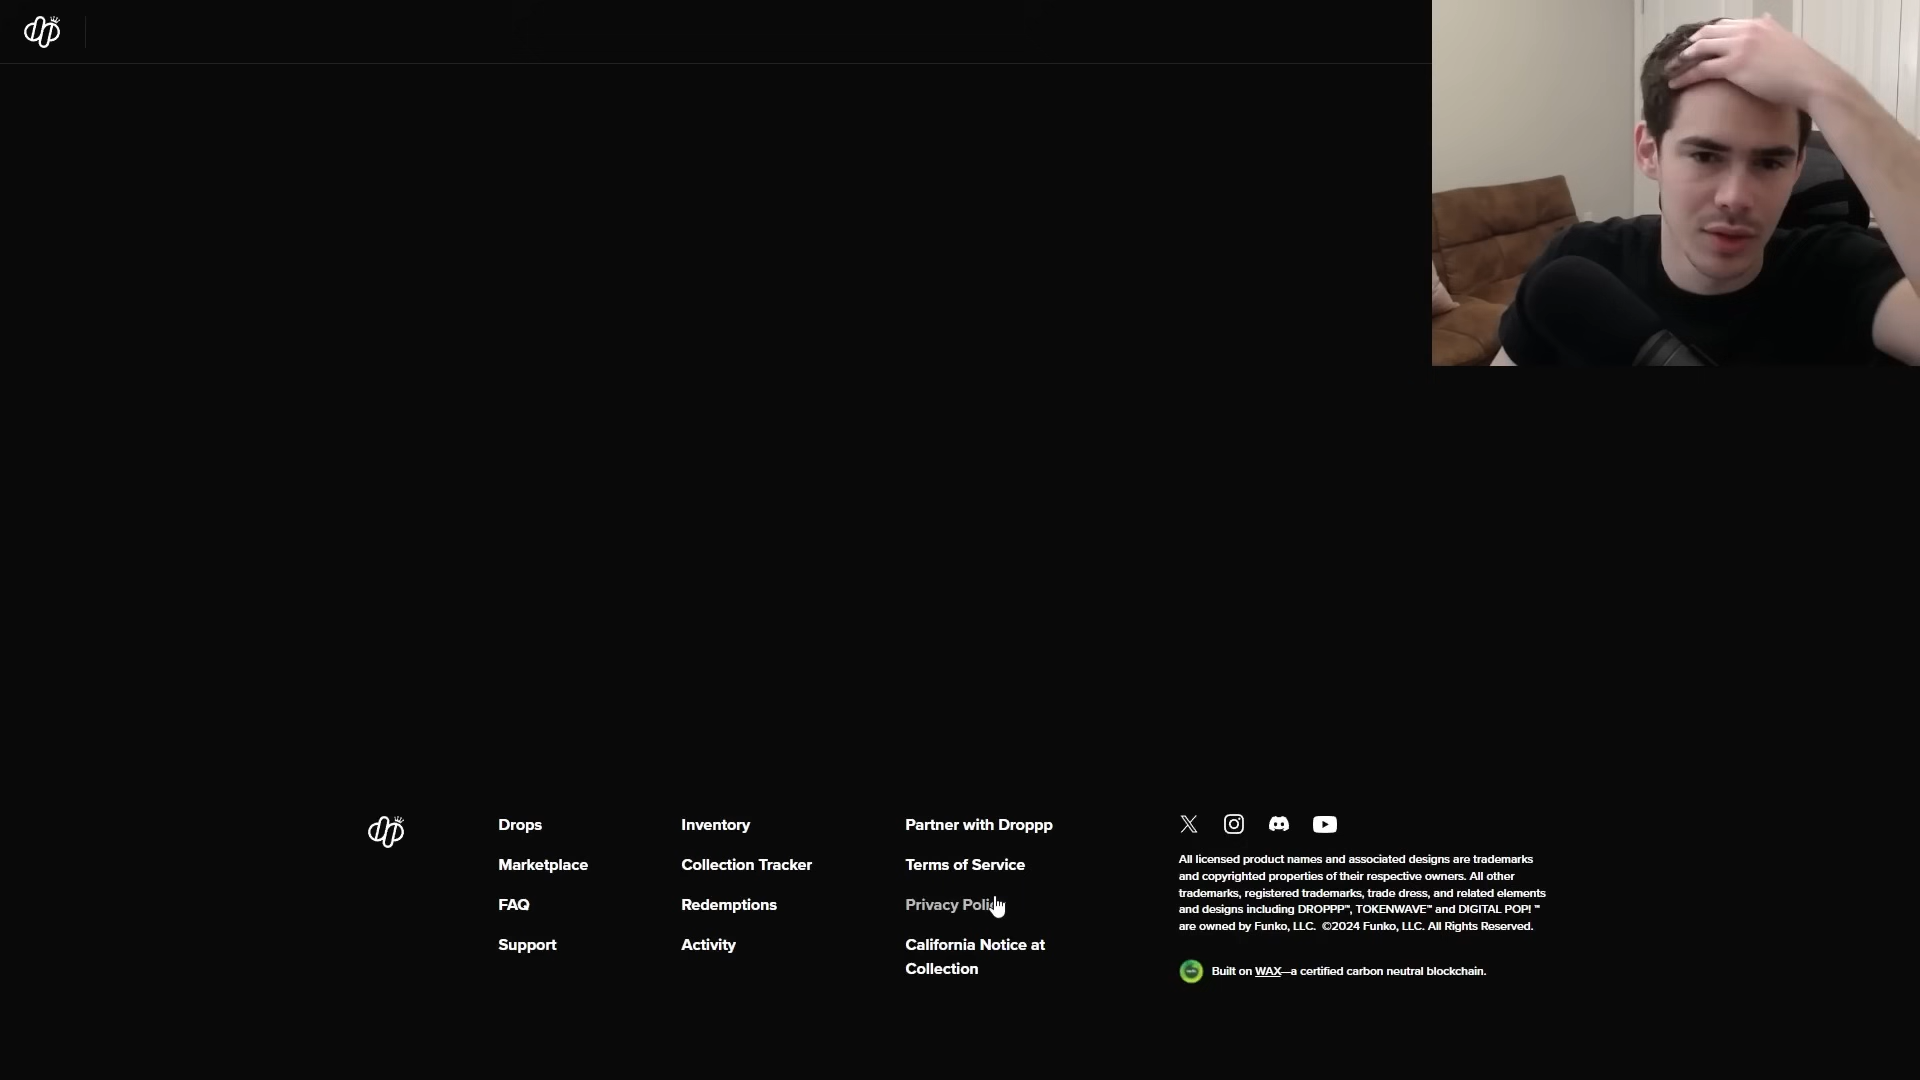 Drops
Marketplace
FAQ
Support
Inventory
Collection Tracker
Redemptions
Activity
Partner with Droppp
Terms of Service
Privacy Poli
California Notice at
Collection
All licensed product names and associated designs are trademarks
and copyrighted properties of their respective owners. All other
trademarks, registered trademarks, trade dress, and related elements
and designs including DROPPP™, TOKENWAVE™ and DIGITAL POP! ™
are owned by Funko, LLC. ©2024 Funko, LLC. All Rights Reserved.
Built on WAX—a certified carbon neutral blockchain.